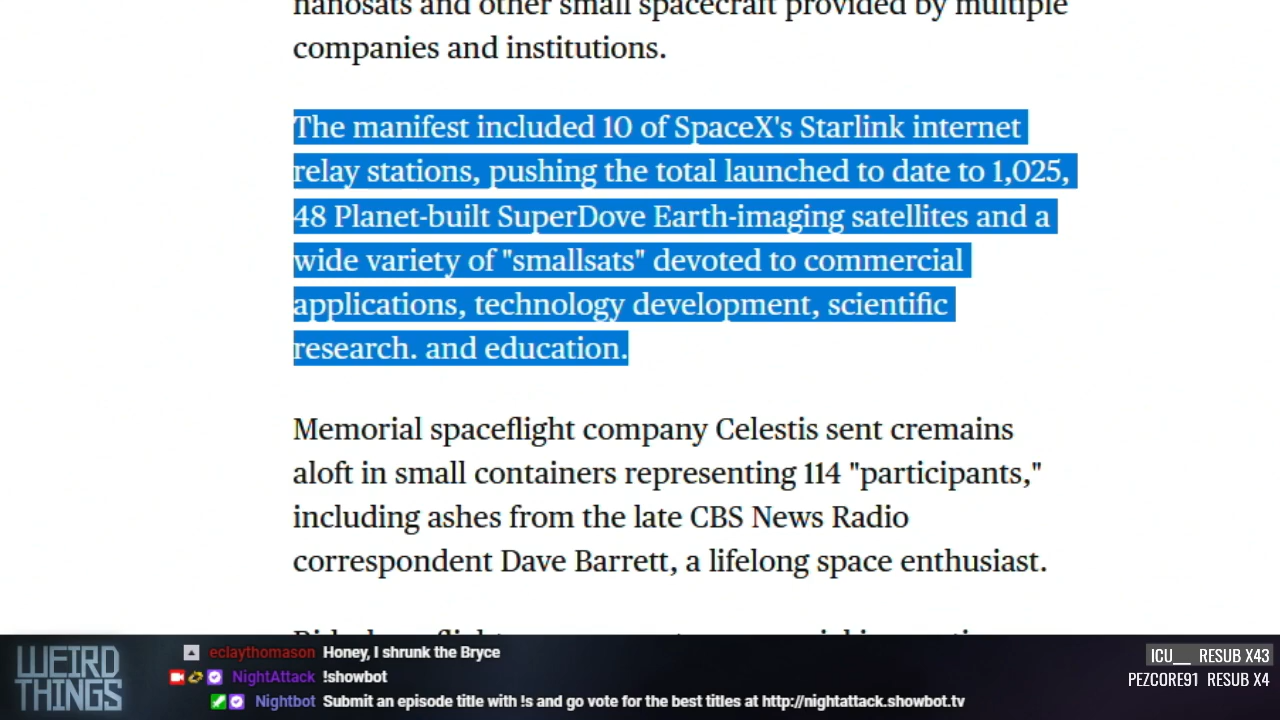 nanosats and other small spacecraft provided by multiple
companies and institutions.
The manifest included 10 of SpaceX's Starlink internet
relay stations, pushing the total launched to date to 1,025,
48 Planet-built SuperDove Earth-imaging satellites and a
wide variety of "smallsats" devoted to commercial
applications, technology development, scientific
research. and education.
Memorial spaceflight company Celestis sent cremains
aloft in small containers representing 114 "participants,"
including ashes from the late CBS News Radio
correspondent Dave Barrett, a lifelong space enthusiast.
WEIRD
THINGS
eclaythomason Honey, I shrunk the Bryce
NightAttack !showbot
Nightbot Submit an episode title with !s and go vote for the best titles at http://nightattack.showbot.tv
ICU__ RESUB X43
PEZCORE91 RESUB X4